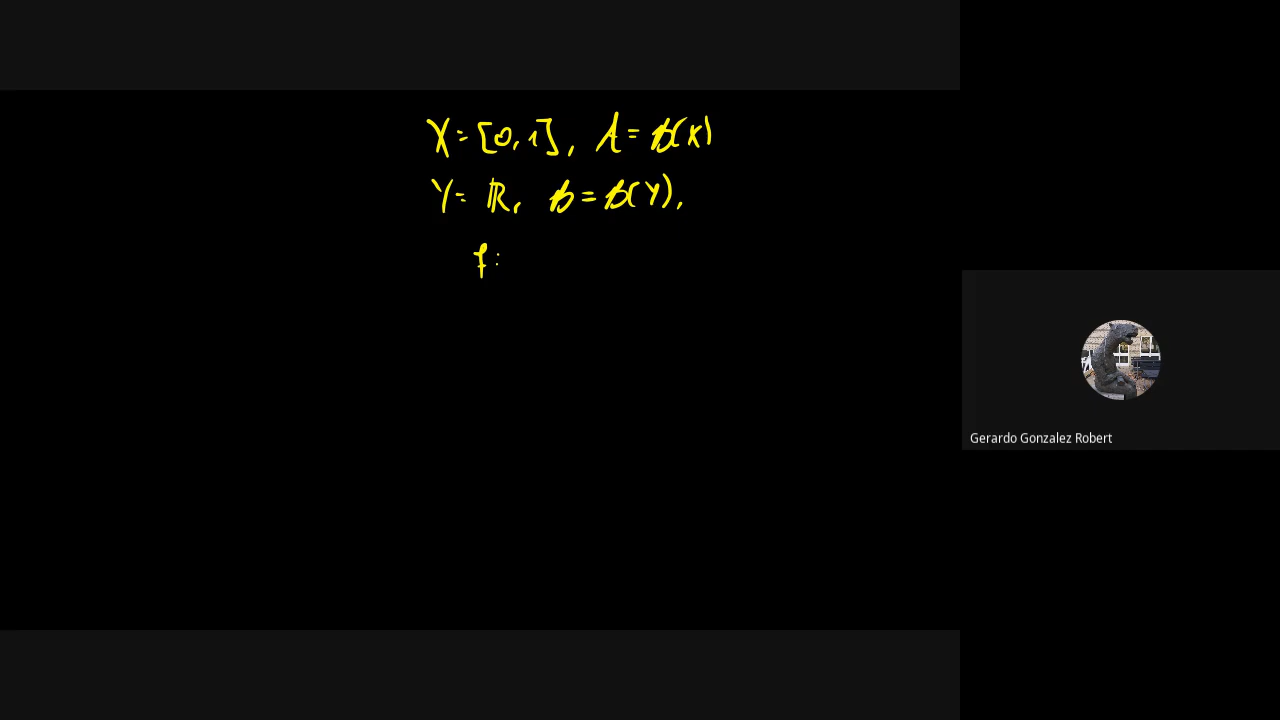 X = [0, 1], A = B(X)
Y = ℝ, B = B(Y),
f:
Gerardo Gonzalez Robert